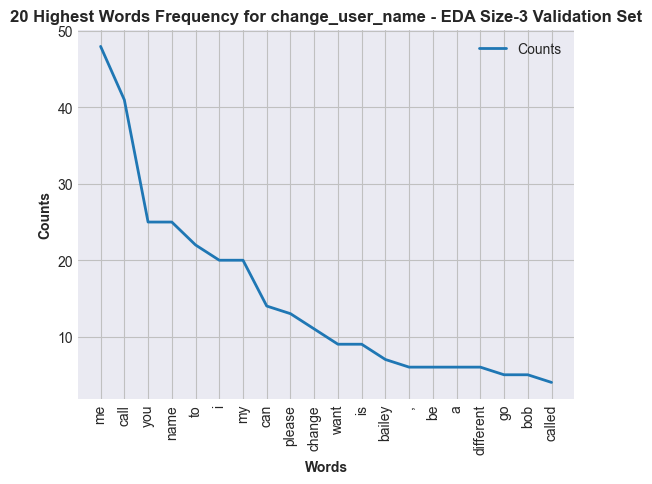 20 Highest Words Frequency for change_user_name - EDA Size-3 Validation Set
Counts
50
40
30
20
10
Counts
me
call
you
name
to
i
my
can
please
change
want
is
bailey
,
be
a
different
go
bob
called
Words